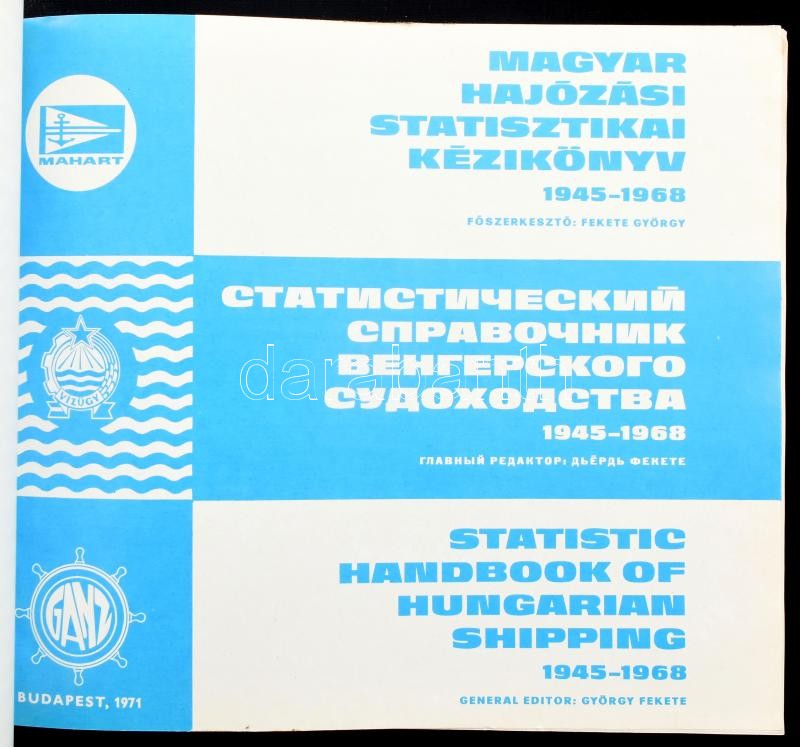 MAHART
MAGYAR
HAJÓZÁSI
STATISZTIKAI
KÉZIKÖNYV
1945–1968
FŐSZERKESZTŐ: FEKETE GYÖRGY
VIZÜGY
СТАТИСТИЧЕСКИЙ
СПРАВОЧНИК
ВЕНГЕРСКОГО
СУДОХОДСТВА
1945–1968
ГЛАВНЫЙ РЕДАКТОР: ДЬЁРДЬ ФЕКЕТЕ
darabanth
GANZ
BUDAPEST, 1971
STATISTIC
HANDBOOK OF
HUNGARIAN
SHIPPING
1945–1968
GENERAL EDITOR: GYÖRGY FEKETE